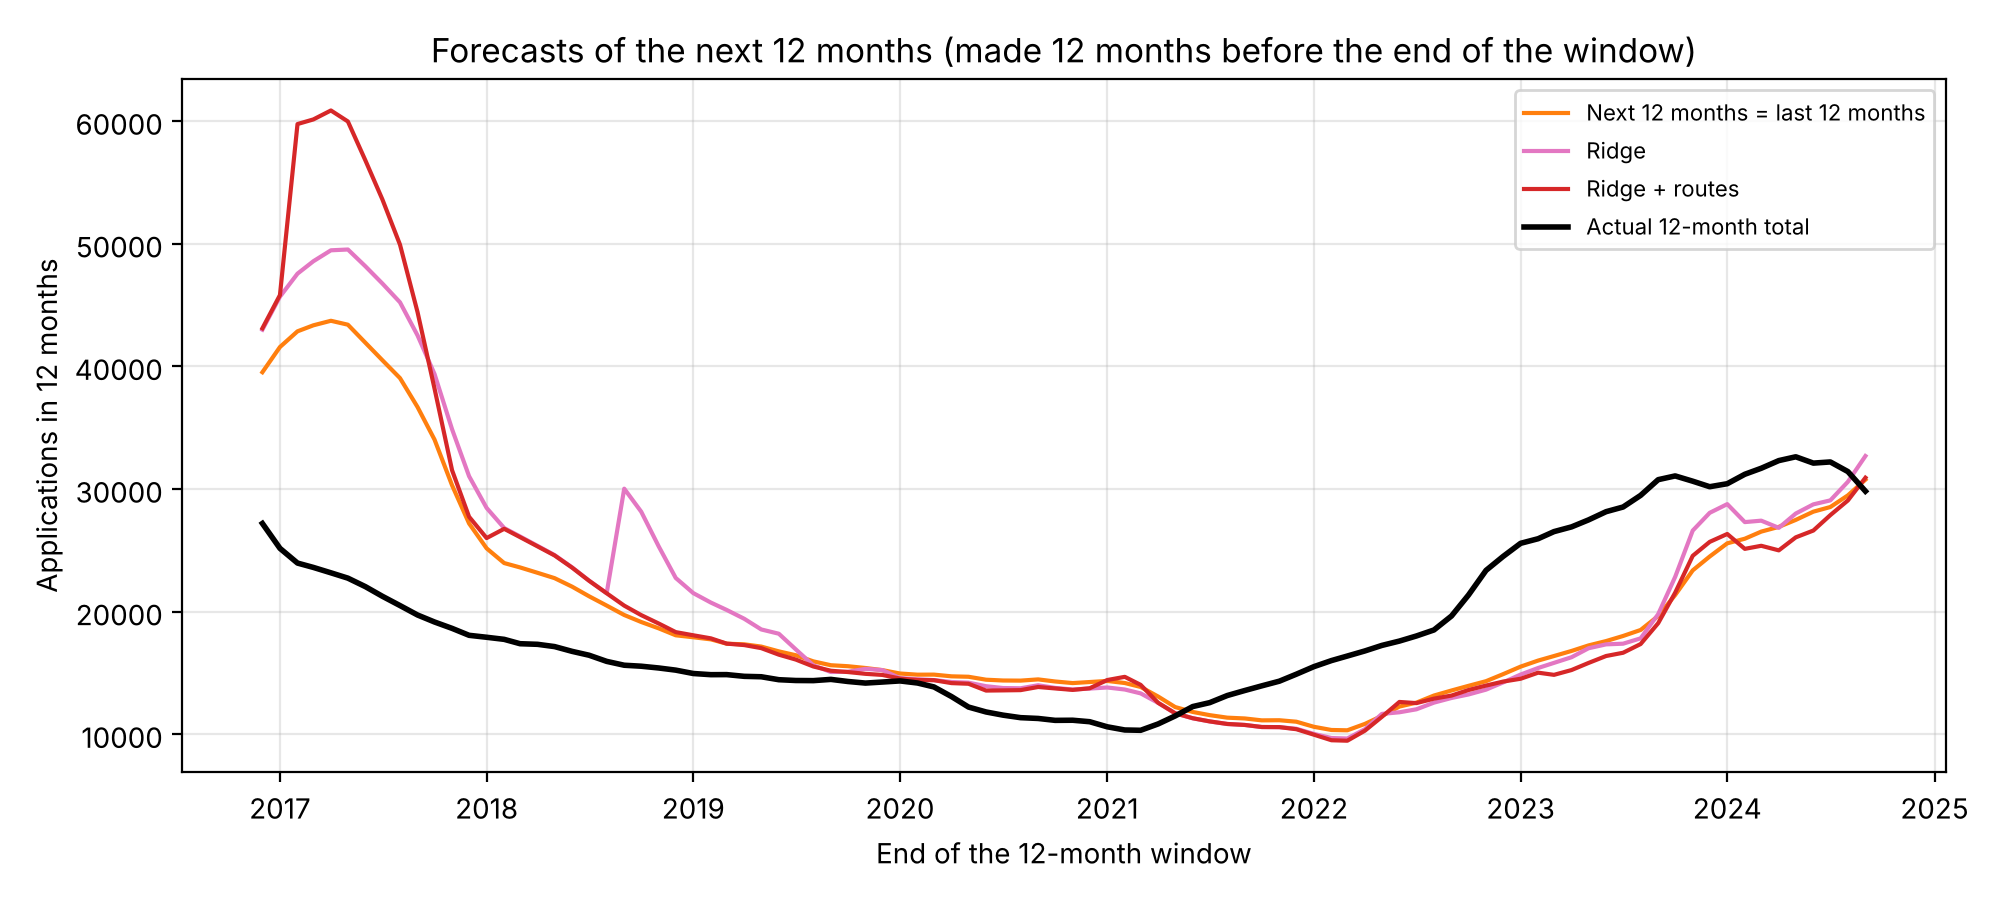 Forecasts of the next 12 months (made 12 months before the end of the window)
Next 12 months = last 12 months
Ridge
Ridge + routes
Actual 12-month total
Applications in 12 months
60000
50000
40000
30000
20000
10000
2017 2018 2019 2020 2021 2022 2023 2024 2025
End of the 12-month window